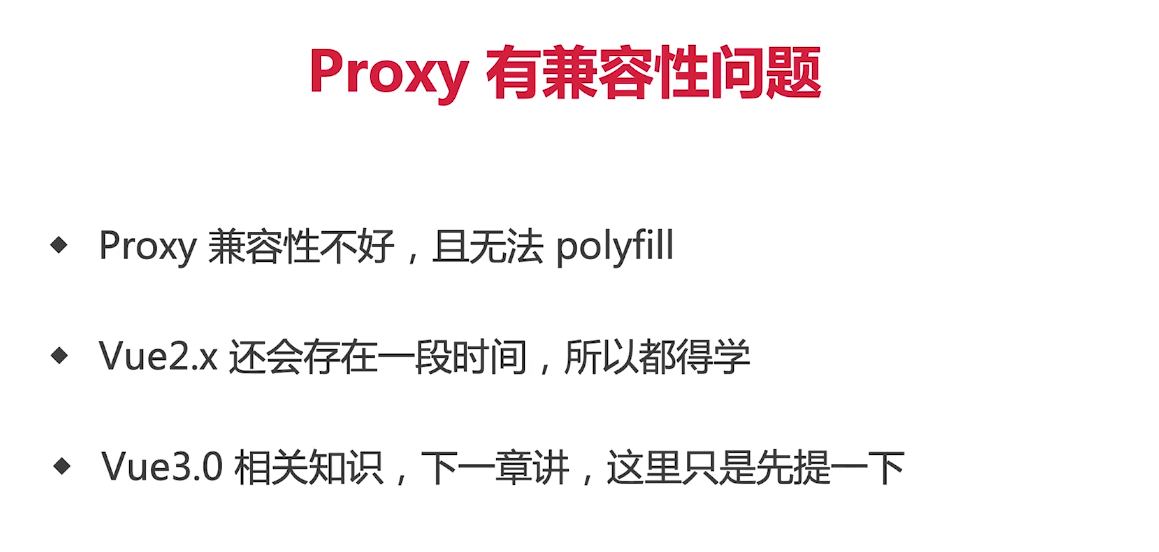 Proxy 有兼容性问题
◆ Proxy 兼容性不好，且无法 polyfill
◆ Vue2.x 还会存在一段时间，所以都得学
◆ Vue3.0 相关知识，下一章讲，这里只是先提一下